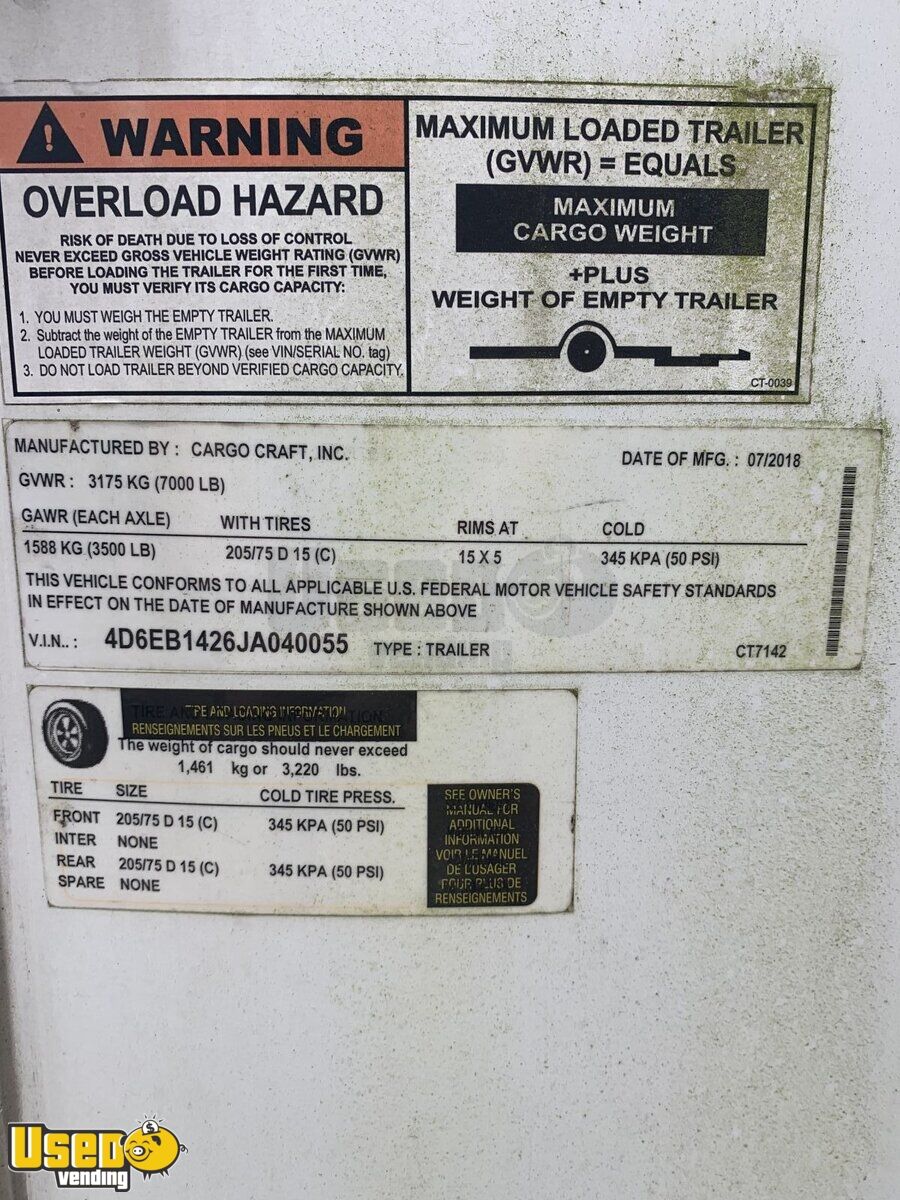 WARNING
OVERLOAD HAZARD
RISK OF DEATH DUE TO LOSS OF CONTROL
NEVER EXCEED GROSS VEHICLE WEIGHT RATING (GVWR)
BEFORE LOADING THE TRAILER FOR THE FIRST TIME,
YOU MUST VERIFY ITS CARGO CAPACITY:
1. YOU MUST WEIGH THE EMPTY TRAILER.
2. Subtract the weight of the EMPTY TRAILER from the MAXIMUM
LOADED TRAILER WEIGHT (GVWR) (see VIN/SERIAL NO. tag)
3. DO NOT LOAD TRAILER BEYOND VERIFIED CARGO CAPACITY.
MAXIMUM LOADED TRAILER
(GVWR) = EQUALS
MAXIMUM
CARGO WEIGHT
+PLUS
WEIGHT OF EMPTY TRAILER
CT-0039
MANUFACTURED BY : CARGO CRAFT, INC.
DATE OF MFG. : 07/2018
GVWR : 3175 KG (7000 LB)
GAWR (EACH AXLE) WITH TIRES RIMS AT COLD
1588 KG (3500 LB) 205/75 D 15 (C) 15 X 5 345 KPA (50 PSI)
THIS VEHICLE CONFORMS TO ALL APPLICABLE U.S. FEDERAL MOTOR VEHICLE SAFETY STANDARDS
IN EFFECT ON THE DATE OF MANUFACTURE SHOWN ABOVE
V.I.N.. : 4D6EB1426JA040055 TYPE : TRAILER CT7142
TIRE AND LOADING INFORMATION
RENSEIGNEMENTS SUR LES PNEUS ET LE CHARGEMENT
The weight of cargo should never exceed
1,461 kg or 3,220 lbs.
TIRE SIZE COLD TIRE PRESS.
FRONT 205/75 D 15 (C) 345 KPA (50 PSI)
INTER NONE
REAR 205/75 D 15 (C) 345 KPA (50 PSI)
SPARE NONE
SEE OWNER'S
MANUAL FOR
ADDITIONAL
INFORMATION
VOIR LE MANUEL
DE L'USAGER
POUR PLUS DE
RENSEIGNEMENTS
USED
vending